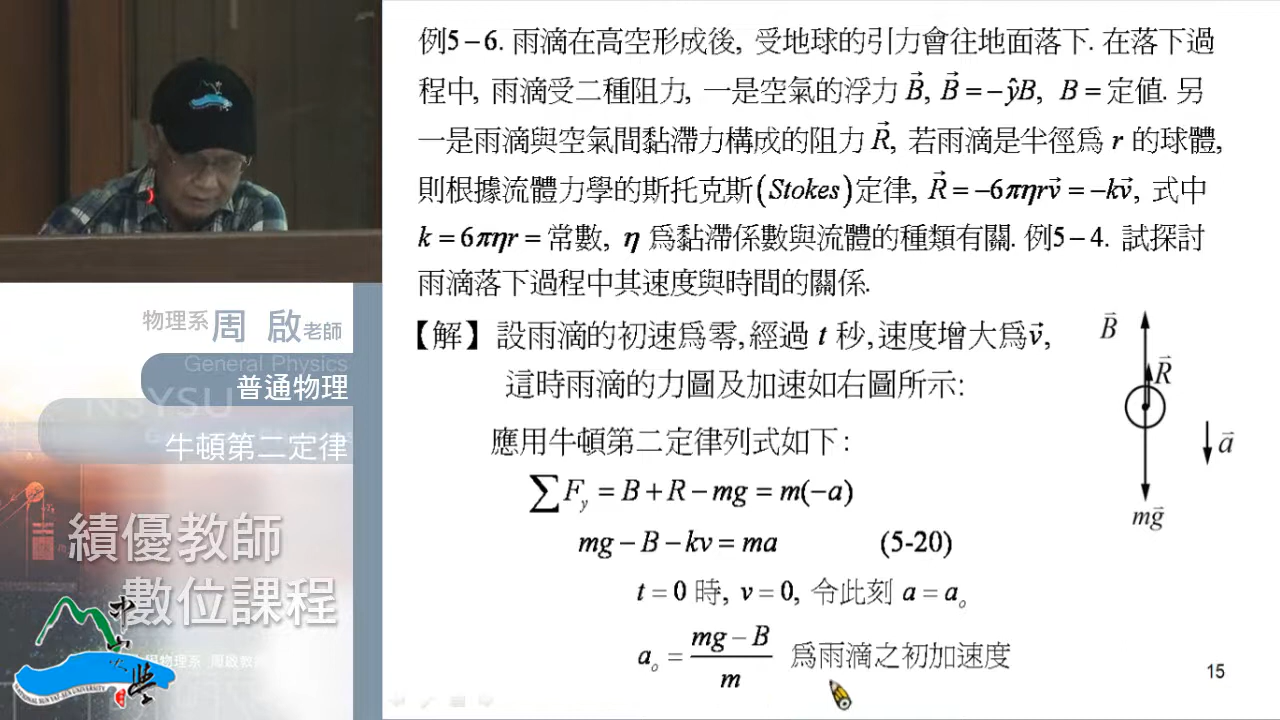 例5－6. 雨滴在高空形成後, 受地球的引力會往地面落下. 在落下過
程中, 雨滴受二種阻力, 一是空氣的浮力 B⃗, B⃗ = −ŷB, B = 定值. 另
一是雨滴與空氣間黏滯力構成的阻力 R⃗, 若雨滴是半徑為 r 的球體,
則根據流體力學的斯托克斯(Stokes)定律, R⃗ = −6πηrv⃗ = −kv⃗, 式中
k = 6πηr = 常數, η 為黏滯係數與流體的種類有關. 例5－4. 試探討
雨滴落下過程中其速度與時間的關係.
【解】設雨滴的初速為零, 經過 t 秒, 速度增大為v⃗,
這時雨滴的力圖及加速如右圖所示:
應用牛頓第二定律列式如下:
∑F_y = B + R − mg = m(−a)
mg − B − kv = ma (5-20)
t = 0 時, v = 0, 令此刻 a = a_o
a_o = (mg − B)/m 為雨滴之初加速度
B⃗
R⃗
a⃗
mg⃗
15
物理系 周 啟 老師
General Physics
普通物理
NSYSU
牛頓第二定律
績優教師
數位課程